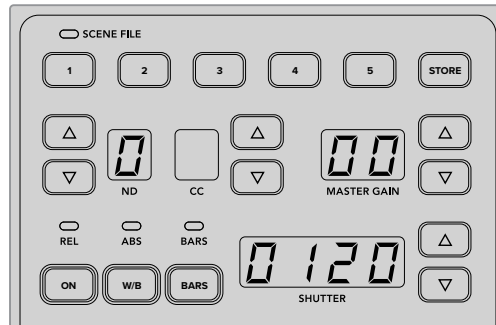 SCENE FILE
1 2 3 4 5 STORE
0 00
ND CC MASTER GAIN
REL ABS BARS
0120
ON W/B BARS
SHUTTER